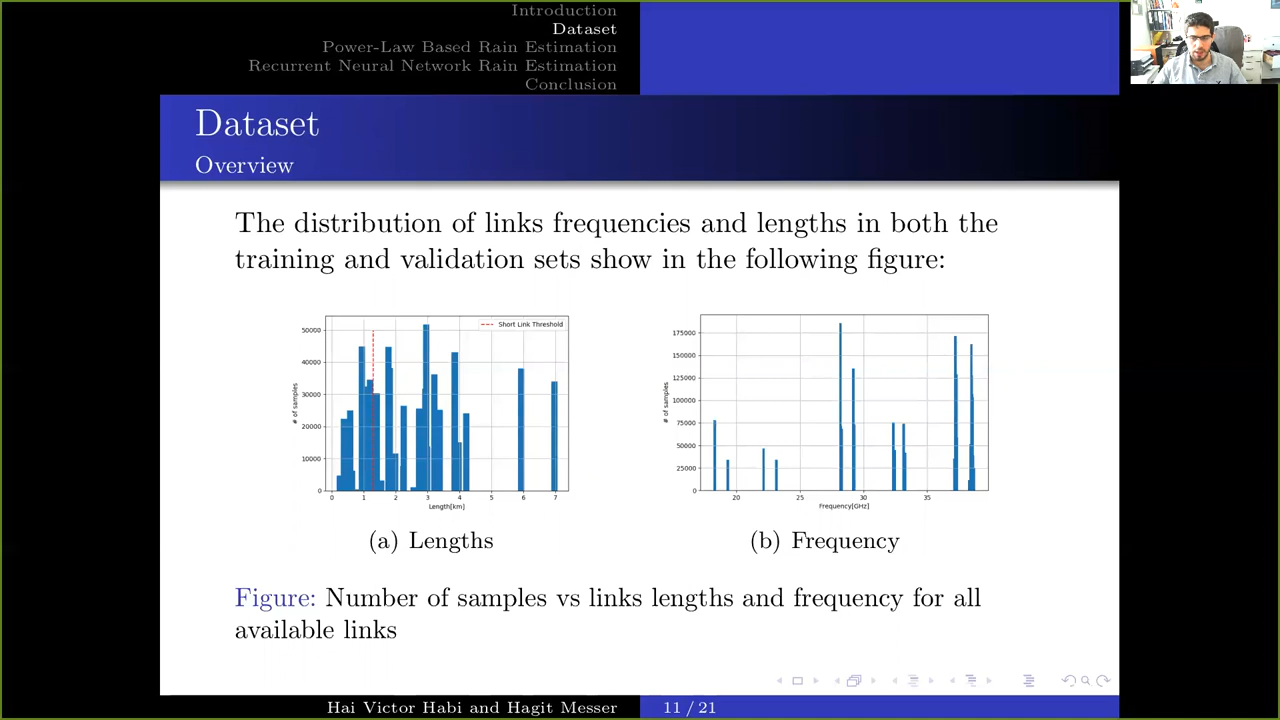 Introduction
Dataset
Power-Law Based Rain Estimation
Recurrent Neural Network Rain Estimation
Conclusion
Dataset
Overview
The distribution of links frequencies and lengths in both the
training and validation sets show in the following figure:
Short Link Threshold
# of samples
50000
40000
30000
20000
10000
0
0 1 2 3 4 5 6 7
Length[km]
# of samples
175000
150000
125000
100000
75000
50000
25000
0
20 25 30 35
Frequency[GHz]
(a) Lengths
(b) Frequency
Figure: Number of samples vs links lengths and frequency for all
available links
Hai Victor Habi and Hagit Messer
11 / 21